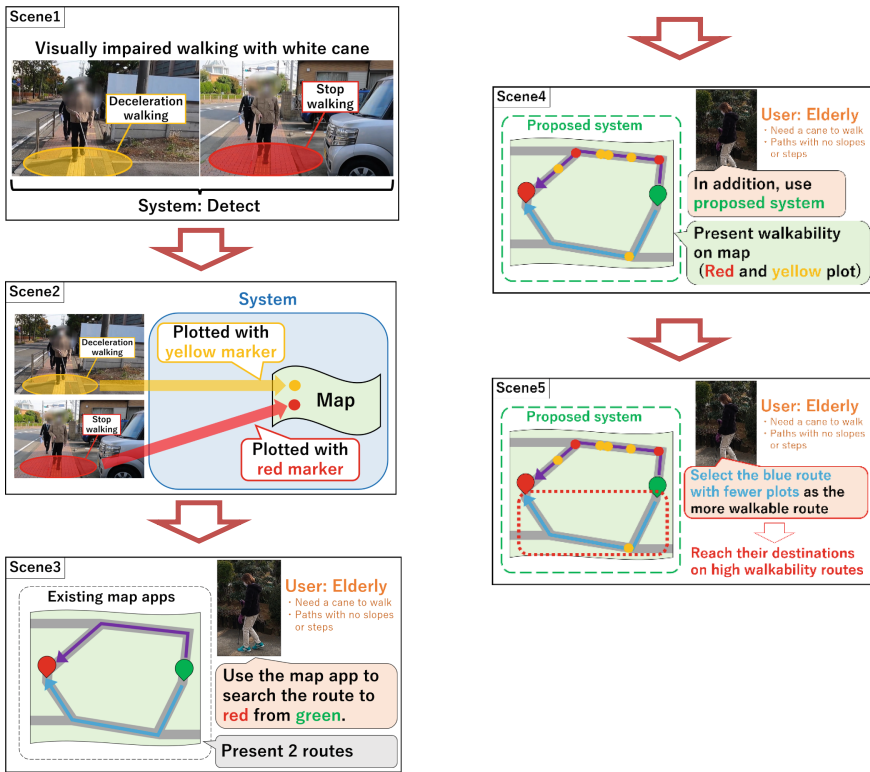 Scene1
Visually impaired walking with white cane
Deceleration
walking
Stop
walking
System: Detect
Scene2
System
Deceleration
walking
Stop
walking
Plotted with
yellow marker
Map
Plotted with
red marker
Scene3
Existing map apps
User: Elderly
・Need a cane to walk
・Paths with no slopes
or steps
Use the map app to
search the route to
red from green.
Present 2 routes
Scene4
Proposed system
User: Elderly
・Need a cane to walk
・Paths with no slopes
or steps
In addition, use
proposed system
Present walkability
on map
(Red and yellow plot)
Scene5
Proposed system
User: Elderly
・Need a cane to walk
・Paths with no slopes
or steps
Select the blue route
with fewer plots as the
more walkable route
Reach their destinations
on high walkability routes